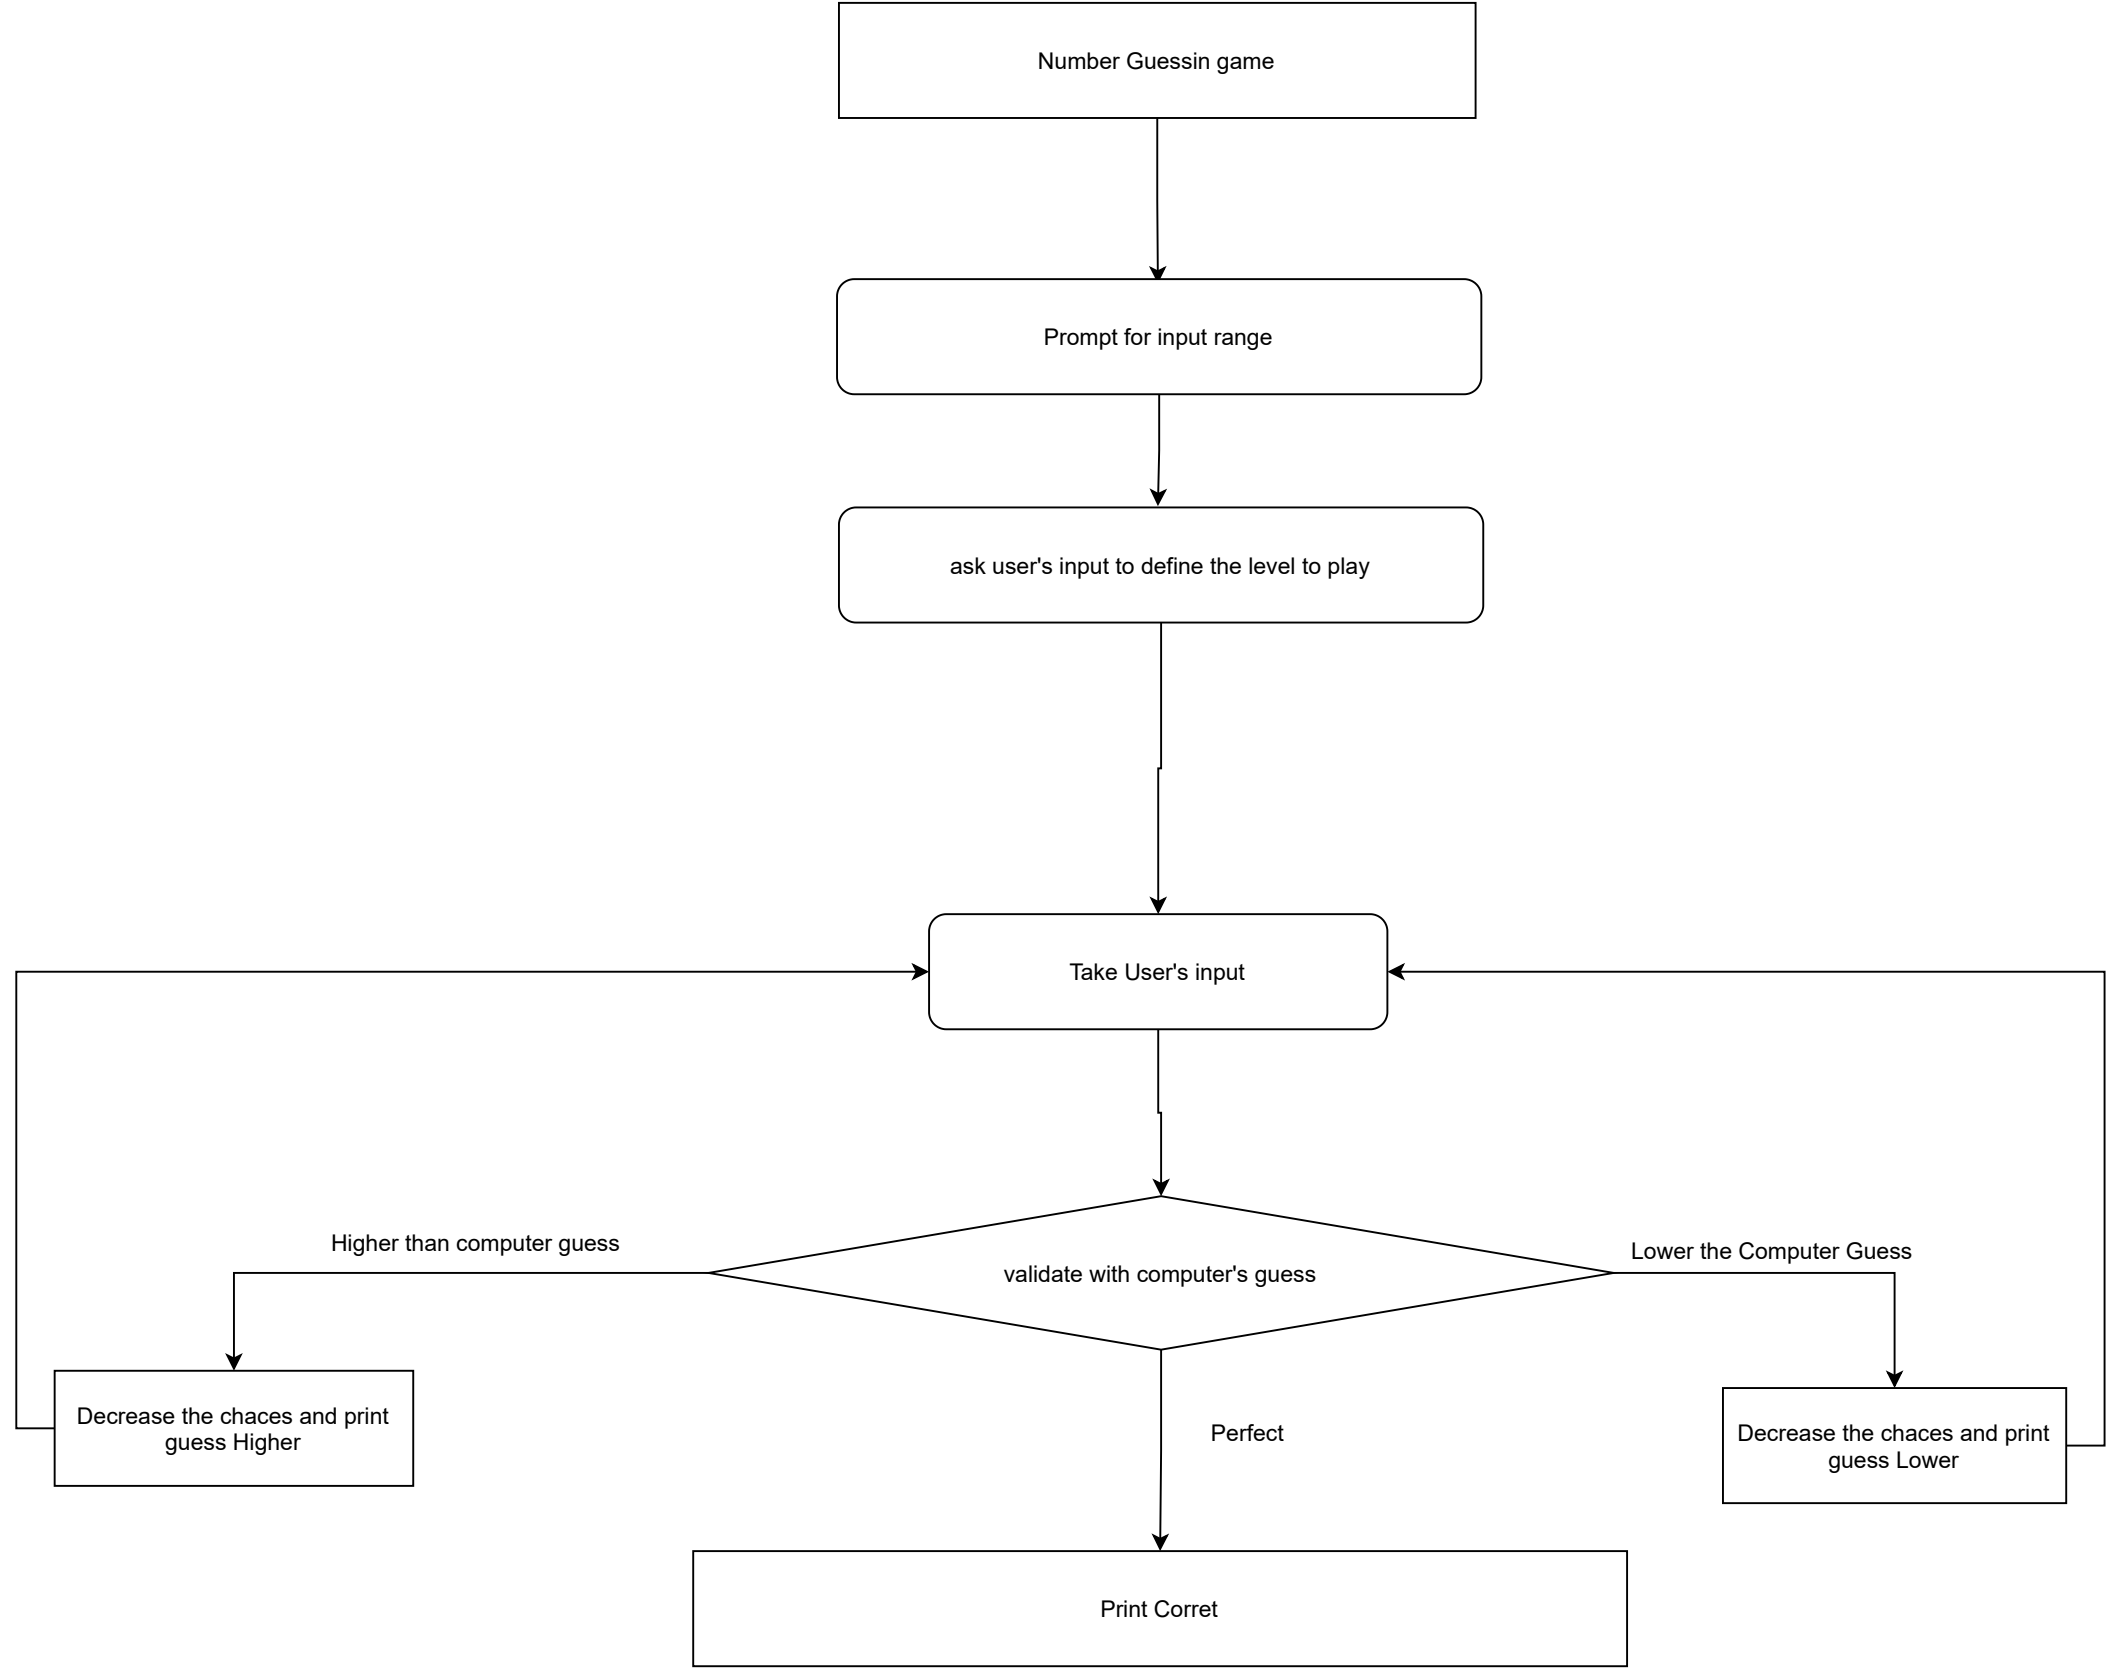 Number Guessin game
Prompt for input range
ask user's input to define the level to play
Take User's input
Higher than computer guess
Lower the Computer Guess
validate with computer's guess
Decrease the chaces and print
guess Higher
Perfect
Decrease the chaces and print
guess Lower
Print Corret